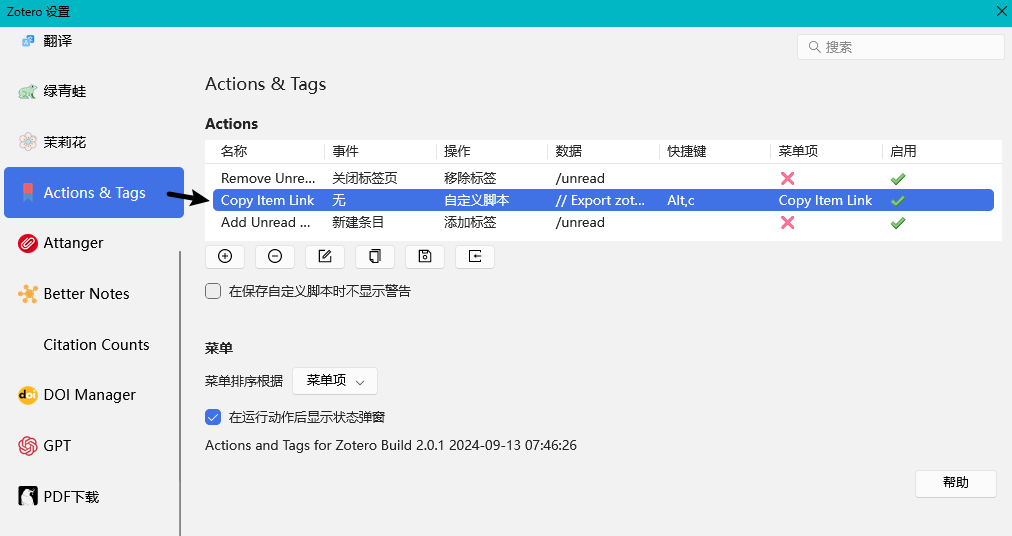 Zotero 设置
翻译
搜索
Actions & Tags
绿青蛙
Actions
茉莉花
名称 事件 操作 数据 快捷键 菜单项 启用
Remove Unre... 关闭标签页 移除标签 /unread
Actions & Tags
Copy Item Link 无 自定义脚本 // Export zot... Alt,c Copy Item Link
Add Unread ... 新建条目 添加标签 /unread
Attanger
在保存自定义脚本时不显示警告
Better Notes
Citation Counts
菜单
菜单排序根据 菜单项
DOI Manager
doi
在运行动作后显示状态弹窗
GPT
Actions and Tags for Zotero Build 2.0.1 2024-09-13 07:46:26
帮助
PDF下载